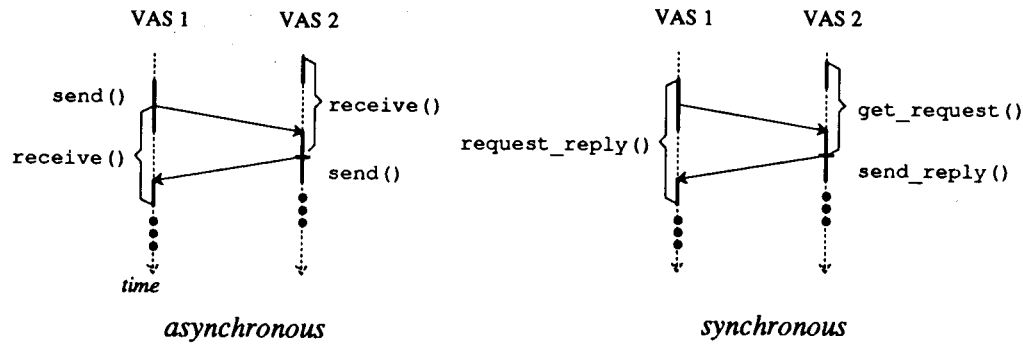 VAS 1 VAS 2
send()
receive()
receive()
send()
time
asynchronous
VAS 1 VAS 2
request_reply()
get_request()
send_reply()
synchronous